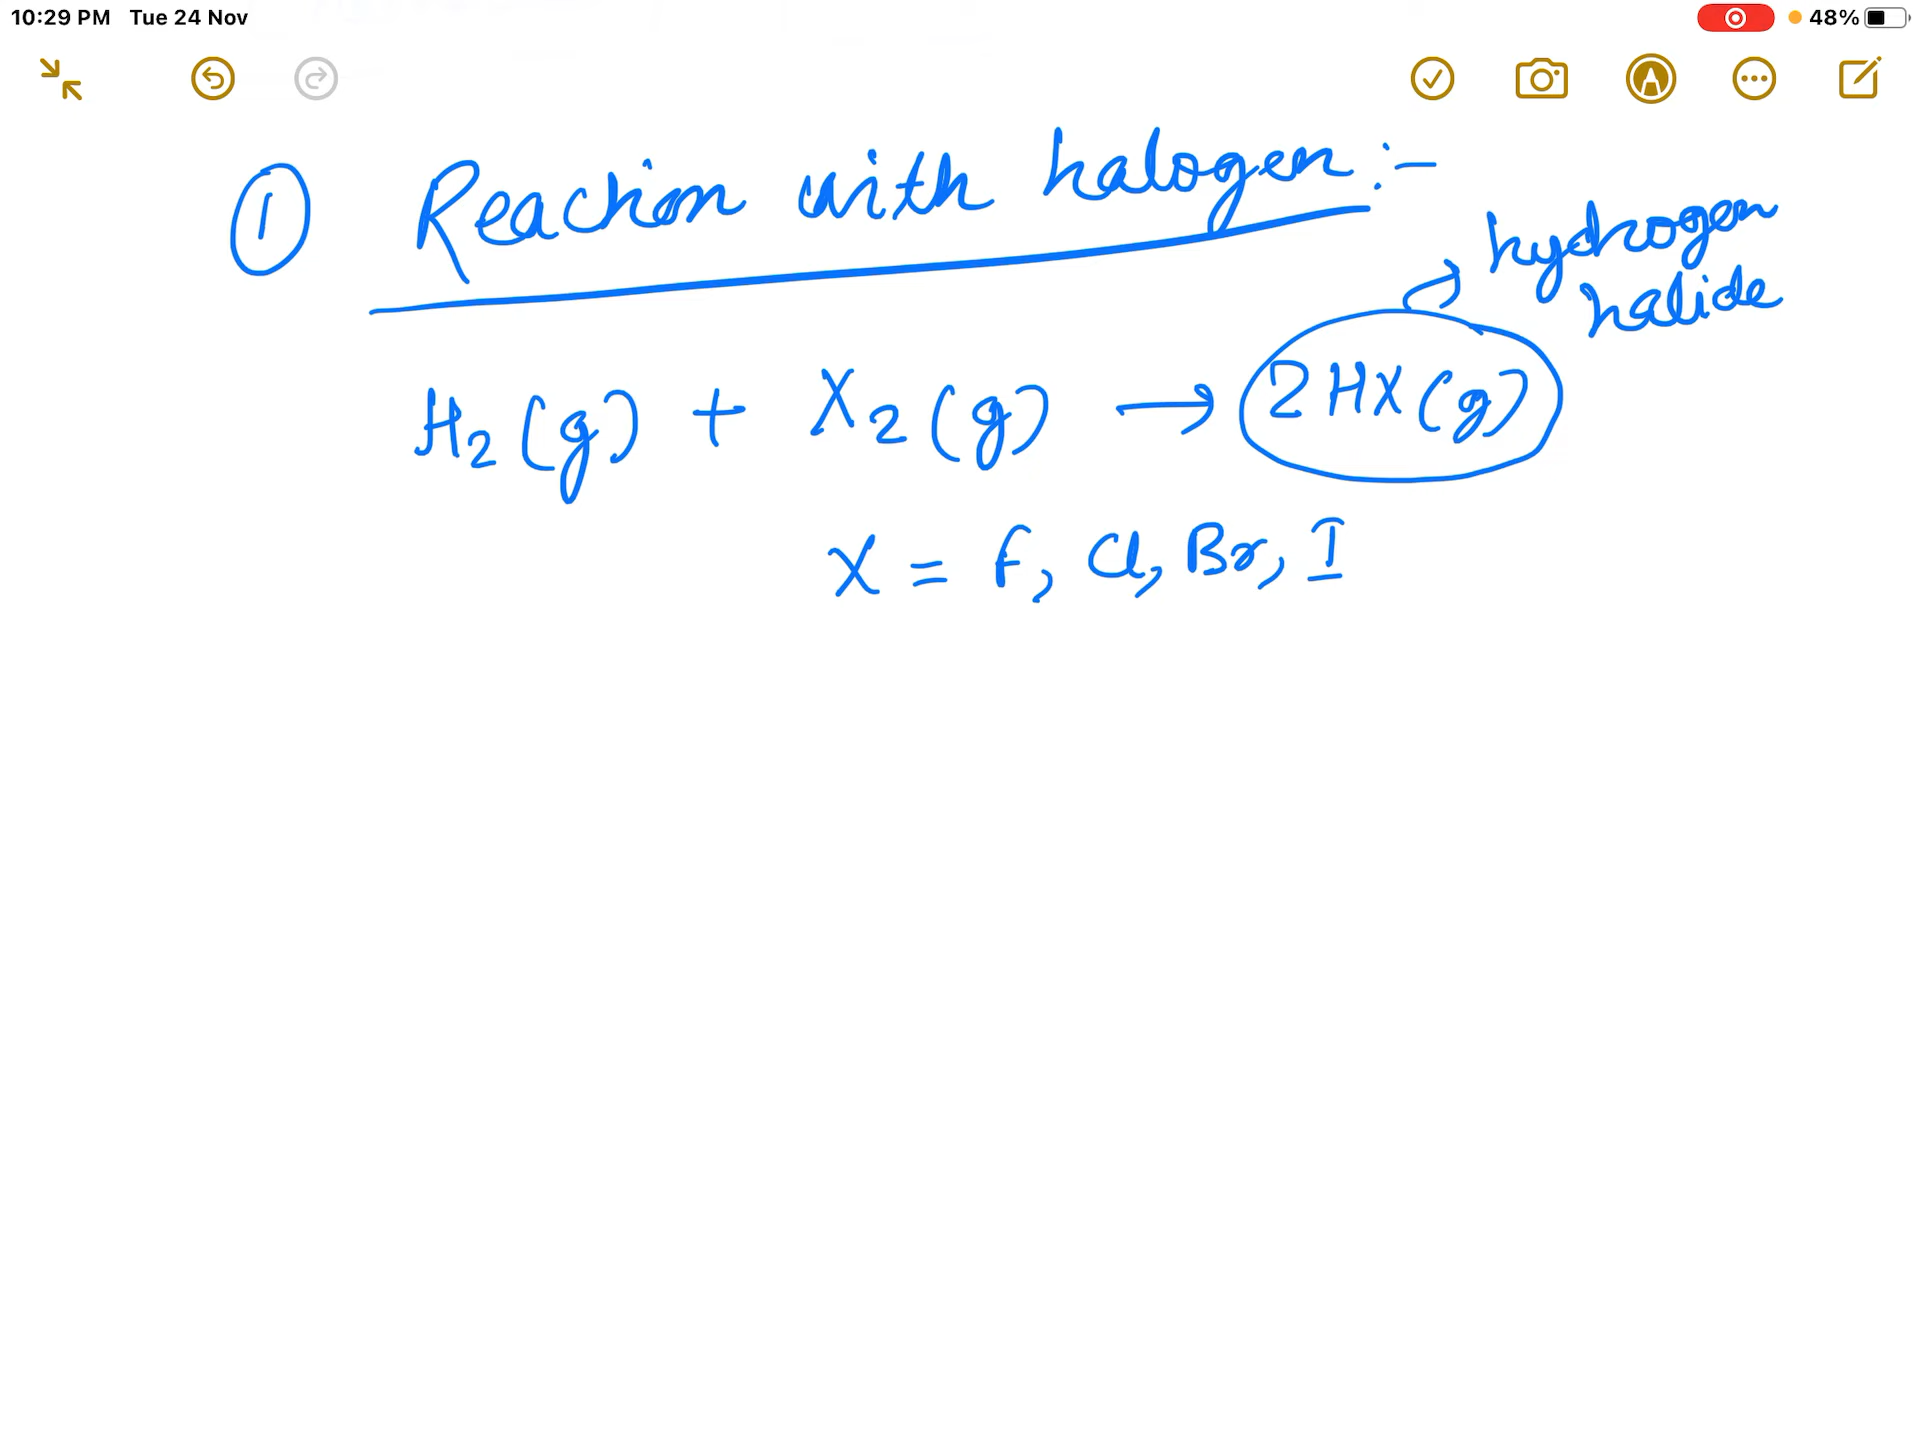 10:29 PM Tue 24 Nov 48%
① Reaction with halogen :-
hydrogen
halide
H₂(g) + X₂(g) → 2HX(g)
X = F, Cl, Br, I